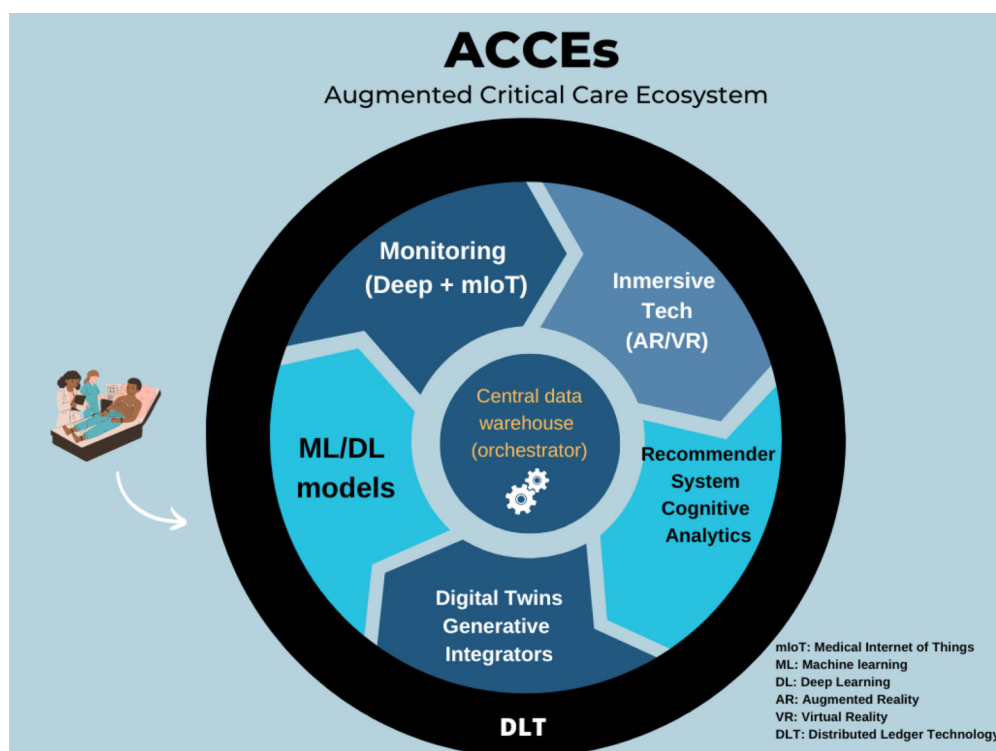 ACCEs
Augmented Critical Care Ecosystem
Monitoring
(Deep + mIoT)
Inmersive
Tech
(AR/VR)
Central data
warehouse
(orchestrator)
ML/DL
models
Recommender
System
Cognitive
Analytics
Digital Twins
Generative
Integrators
DLT
mIoT: Medical Internet of Things
ML: Machine learning
DL: Deep Learning
AR: Augmented Reality
VR: Virtual Reality
DLT: Distributed Ledger Technology